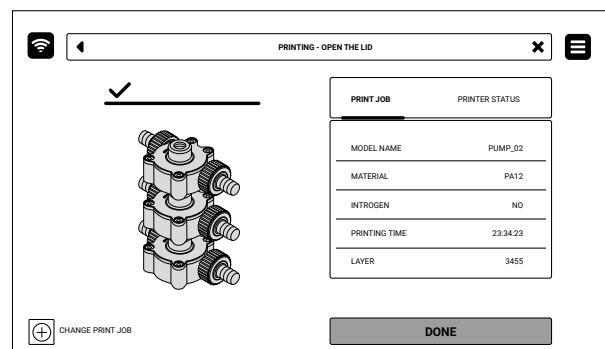 PRINTING - OPEN THE LID
PRINT JOB PRINTER STATUS
MODEL NAME PUMP_02
MATERIAL PA12
INTROGEN NO
PRINTING TIME 23:34:23
LAYER 3455
CHANGE PRINT JOB
DONE